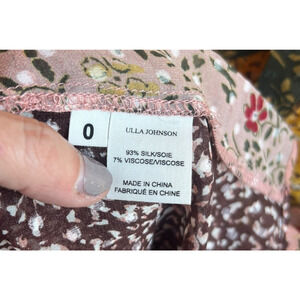 0
ULLA JOHNSON
93% SILK/SOIE
7% VISCOSE/VISCOSE
MADE IN CHINA
FABRIQUÉ EN CHINE